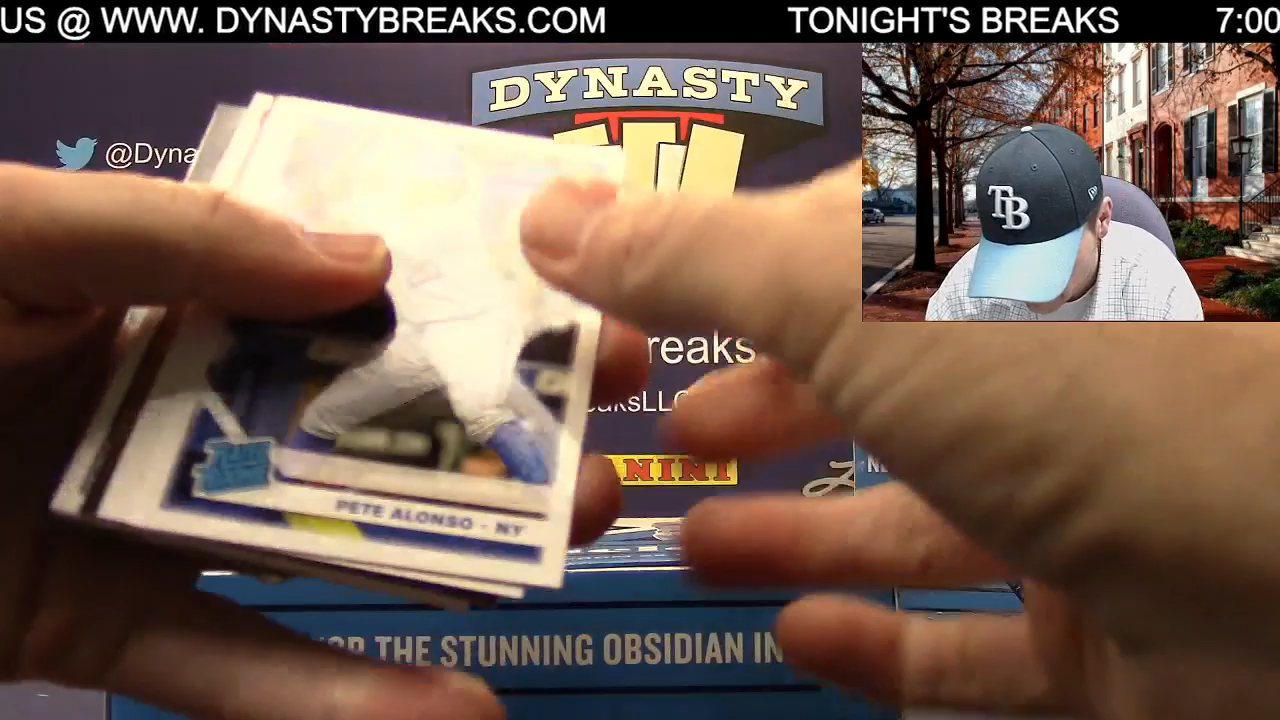 US @ WWW. DYNASTYBREAKS.COM
TONIGHT'S BREAKS
7:00
DYNASTY
@Dyna
TB
reaks
eaksLLC
PANINI
PETE ALONSO - NY
THE STUNNING OBSIDIAN IN